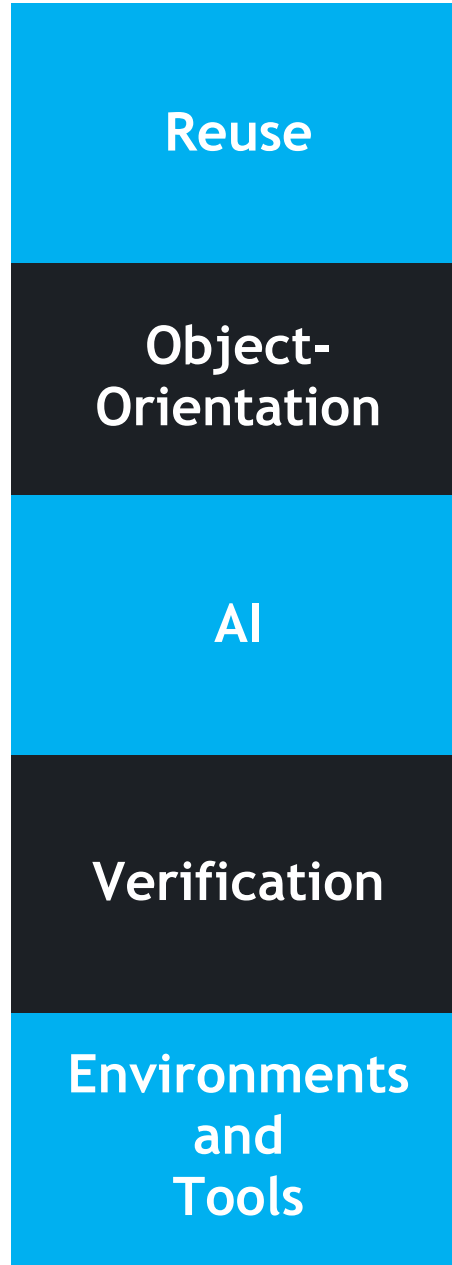 Reuse
Object-
Orientation
AI
Verification
Environments
and
Tools